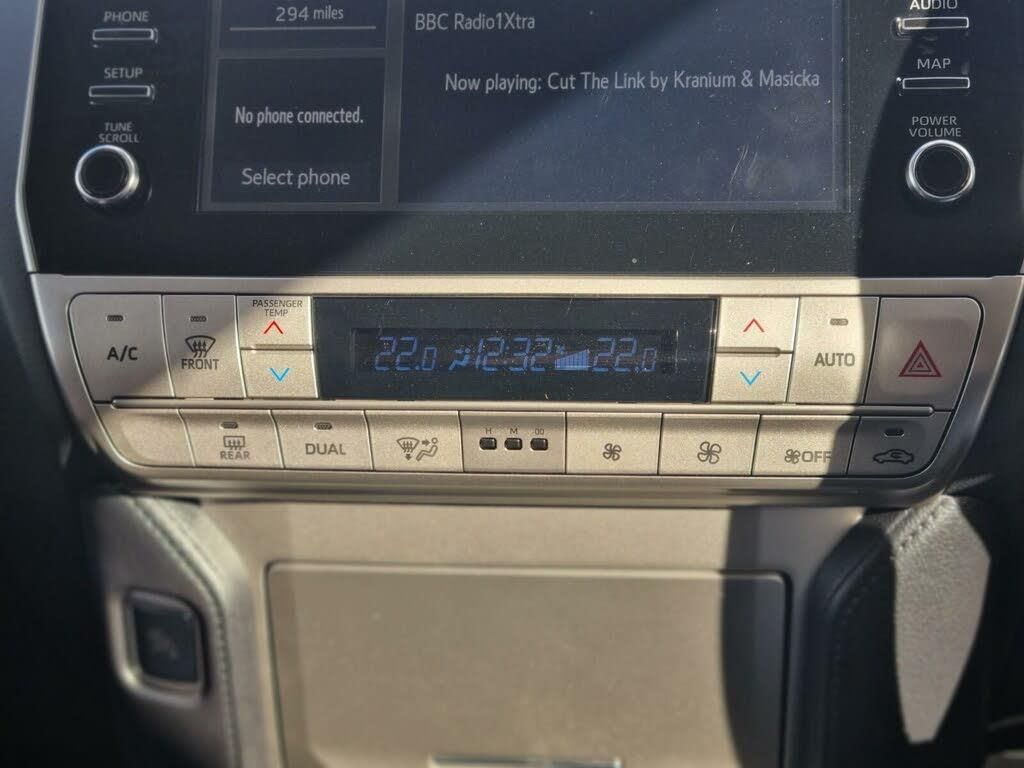 PHONE
294 miles
BBC Radio1Xtra
AUDIO
SETUP
Now playing: Cut The Link by Kranium & Masicka
MAP
No phone connected.
TUNE
SCROLL
POWER
VOLUME
Select phone
PASSENGER
TEMP
A/C
FRONT
22.0 12:32 22.0
AUTO
REAR
DUAL
H M 00
OFF